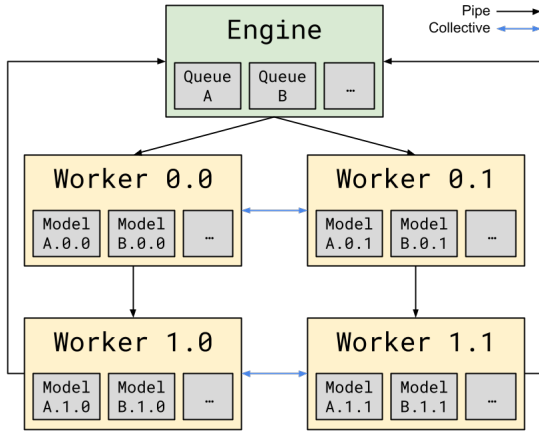 Pipe
Collective
Engine
Queue
A
Queue
B
…
Worker 0.0
Model
A.0.0
Model
B.0.0
…
Worker 0.1
Model
A.0.1
Model
B.0.1
…
Worker 1.0
Model
A.1.0
Model
B.1.0
…
Worker 1.1
Model
A.1.1
Model
B.1.1
…